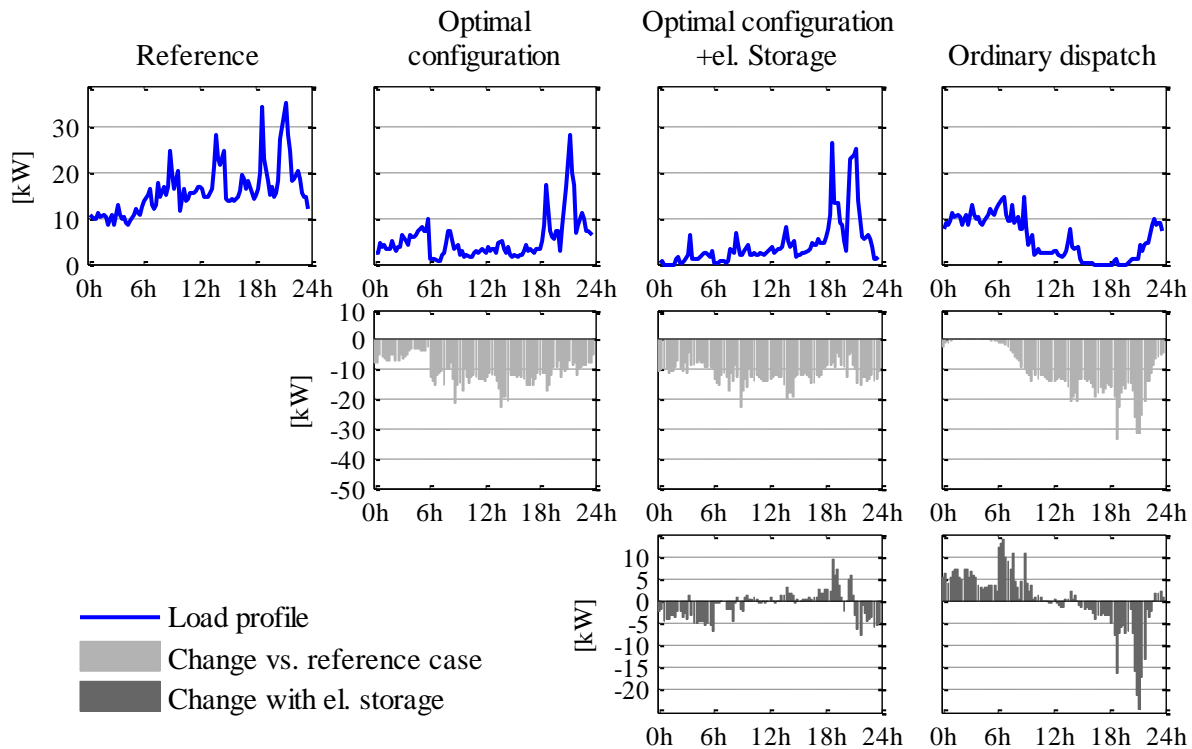 Reference
Optimal
configuration
Optimal configuration
+el. Storage
Ordinary dispatch
[kW]
30
20
10
0
0h 6h 12h 18h 24h
0h 6h 12h 18h 24h
0h 6h 12h 18h 24h
0h 6h 12h 18h 24h
[kW]
10
0
-10
-20
-30
-40
-50
0h 6h 12h 18h 24h
0h 6h 12h 18h 24h
0h 6h 12h 18h 24h
[kW]
10
5
0
-5
-10
-15
-20
0h 6h 12h 18h 24h
0h 6h 12h 18h 24h
Load profile
Change vs. reference case
Change with el. storage